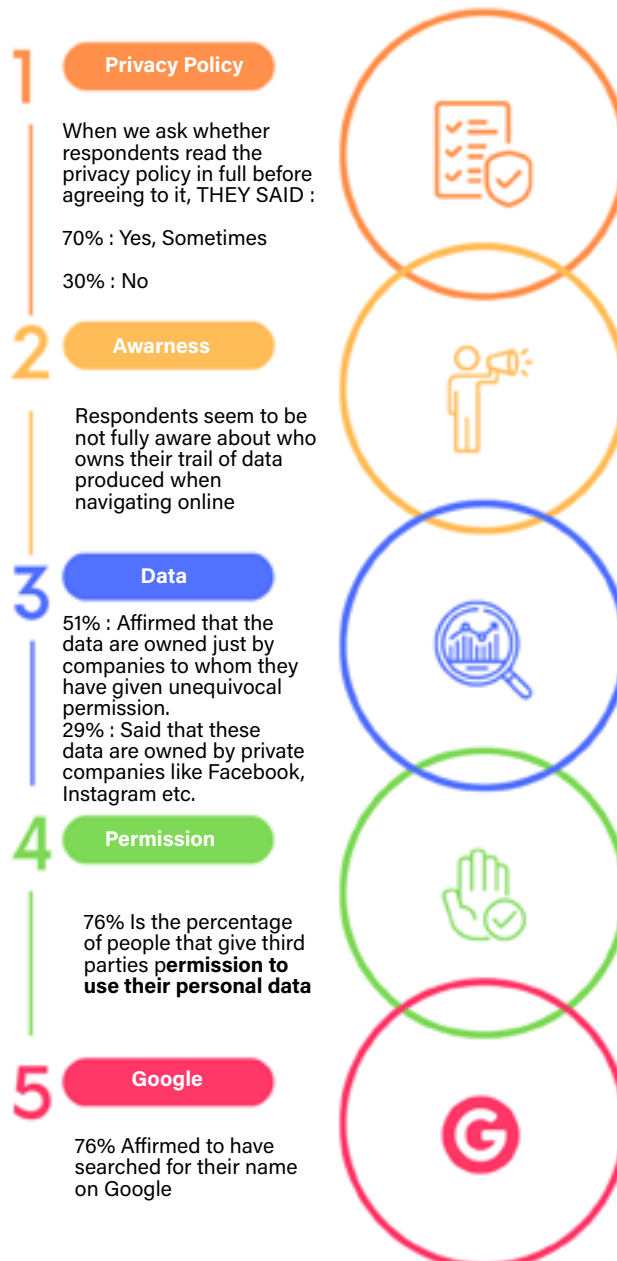 1
Privacy Policy
When we ask whether
respondents read the
privacy policy in full before
agreeing to it, THEY SAID :
70% : Yes, Sometimes
30% : No
2
Awarness
Respondents seem to be
not fully aware about who
owns their trail of data
produced when
navigating online
3
Data
51% : Affirmed that the
data are owned just by
companies to whom they
have given unequivocal
permission.
29% : Said that these
data are owned by private
companies like Facebook,
Instagram etc.
4
Permission
76% Is the percentage
of people that give third
parties permission to
use their personal data
5
Google
76% Affirmed to have
searched for their name
on Google
G